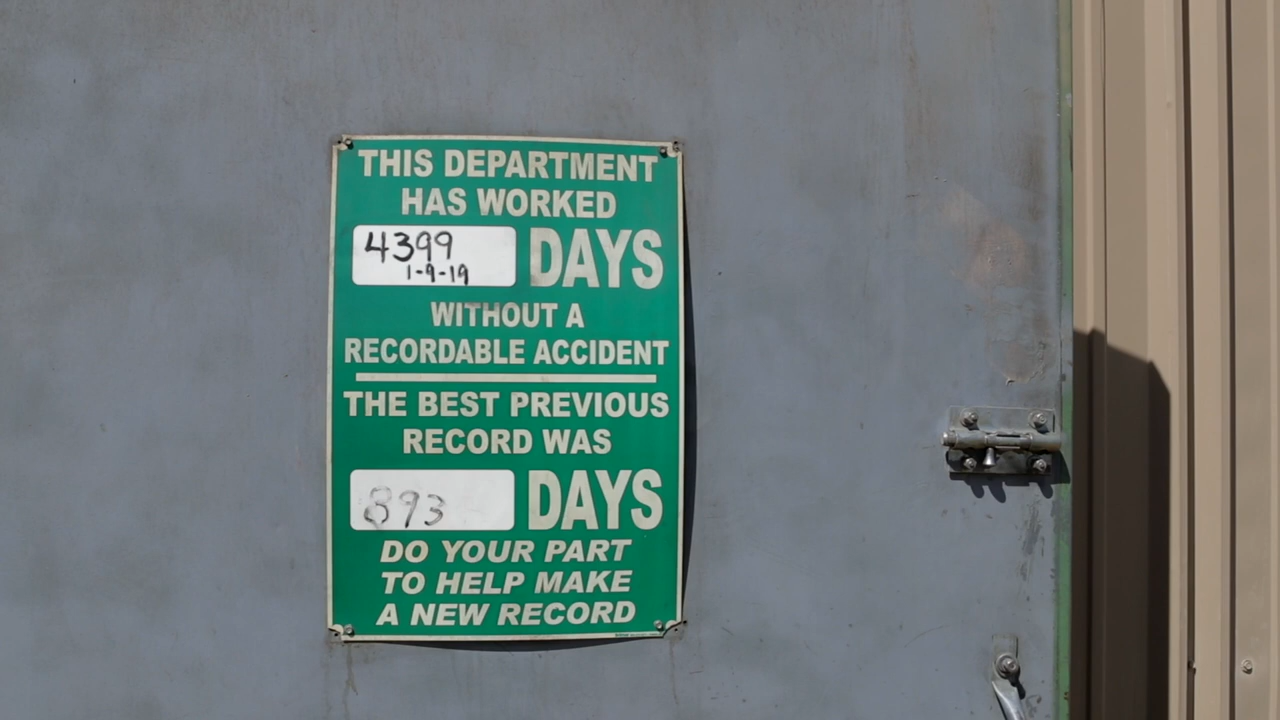 THIS DEPARTMENT
HAS WORKED
4399 DAYS
1-9-19
WITHOUT A
RECORDABLE ACCIDENT
THE BEST PREVIOUS
RECORD WAS
893 DAYS
DO YOUR PART
TO HELP MAKE
A NEW RECORD